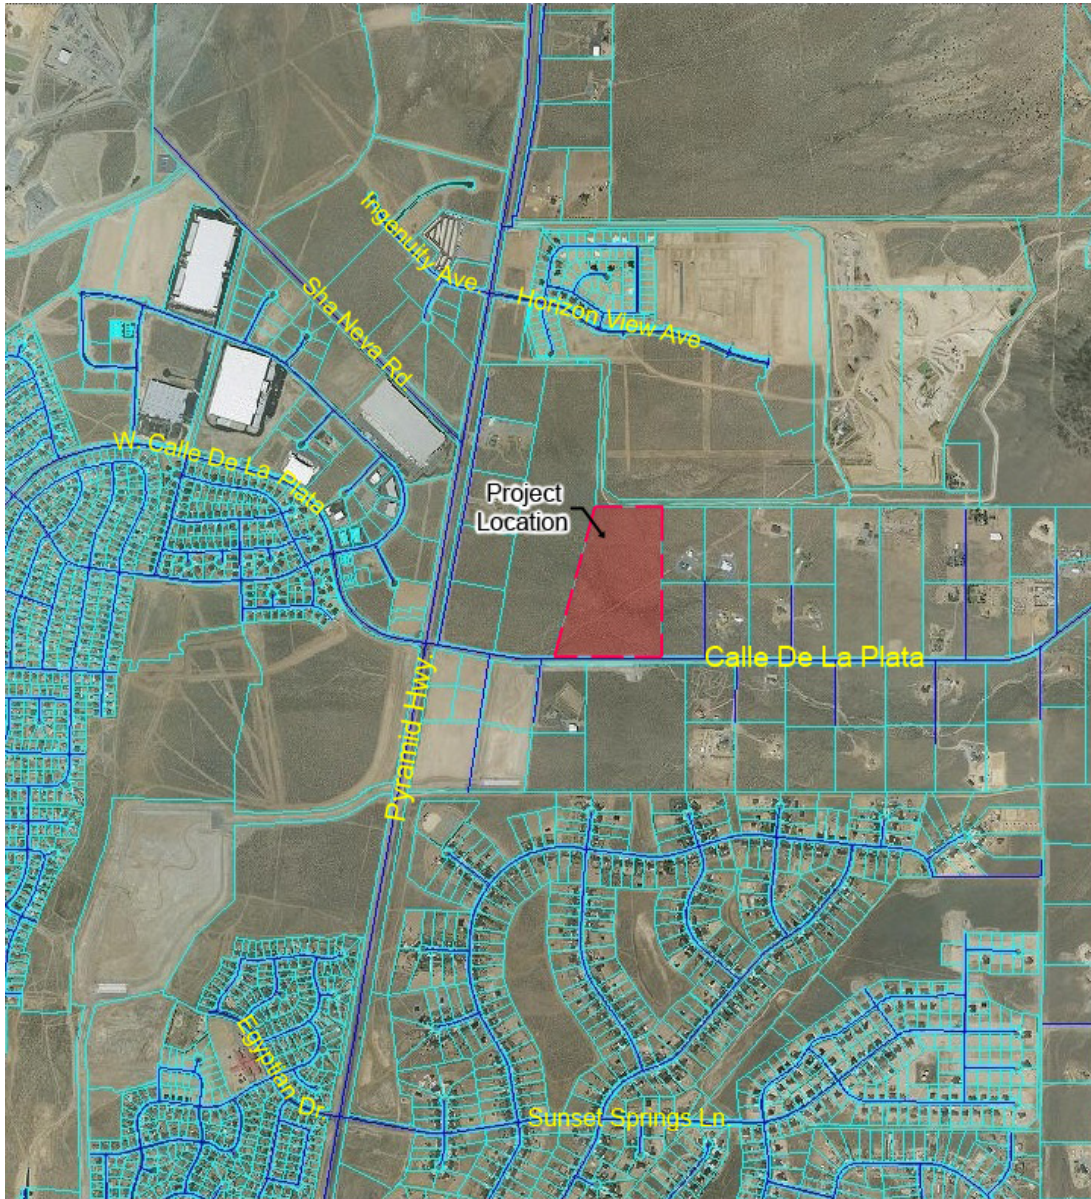 Ingenuity Ave.
Sha Neva Rd
Horizon View Ave.
W. Calle De La Plata
Project
Location
Calle De La Plata
Pyramid Hwy.
Egyptian Dr
Sunset Springs Ln